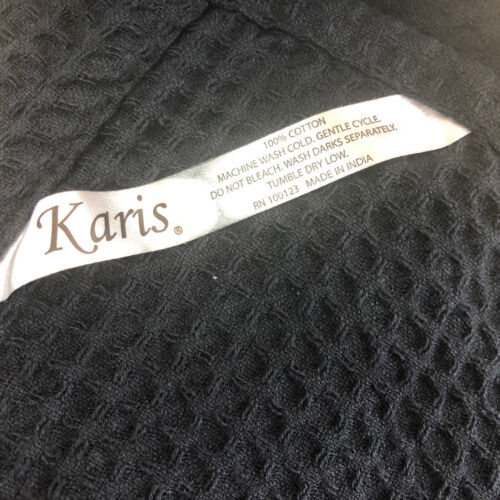 Karis®
100% COTTON
MACHINE WASH COLD. GENTLE CYCLE.
DO NOT BLEACH. WASH DARKS SEPARATELY.
TUMBLE DRY LOW.
RN 100123 MADE IN INDIA